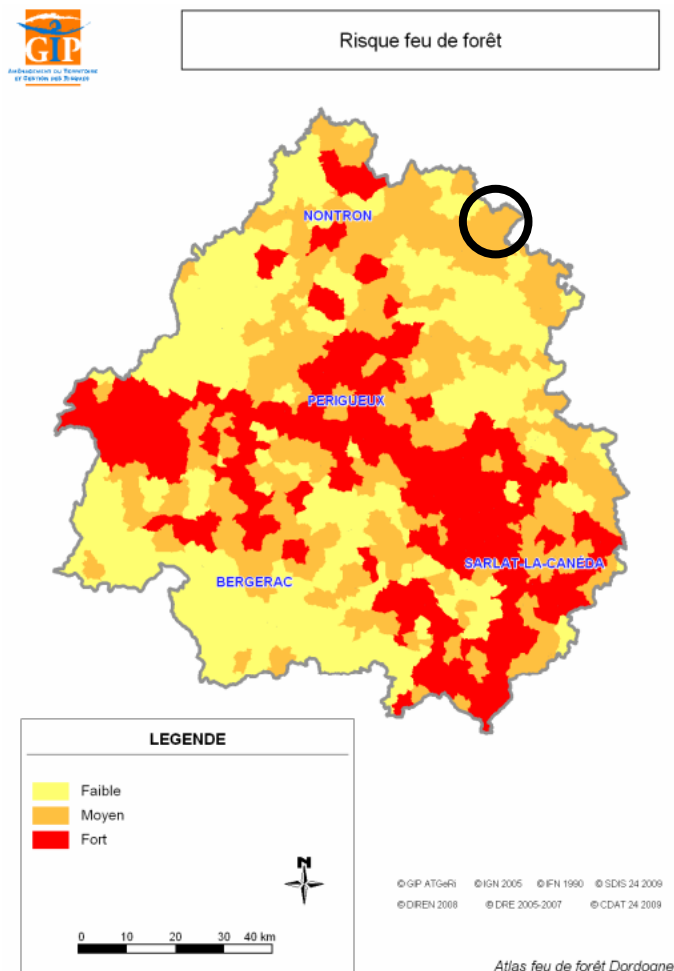 GIP
AMÉNAGEMENT DU TERRITOIRE
ET GESTION DES RISQUES
Risque feu de forêt
NONTRON
PERIGUEUX
SARLAT-LA-CANÉDA
BERGERAC
LEGENDE
Faible
Moyen
Fort
N
0 10 20 30 40 km
© GIP ATGeRi © IGN 2005 © IFN 1990 © SDIS 24 2009
© DIREN 2008 © DRE 2005-2007 © CDAT 24 2009
Atlas feu de forêt Dordogne